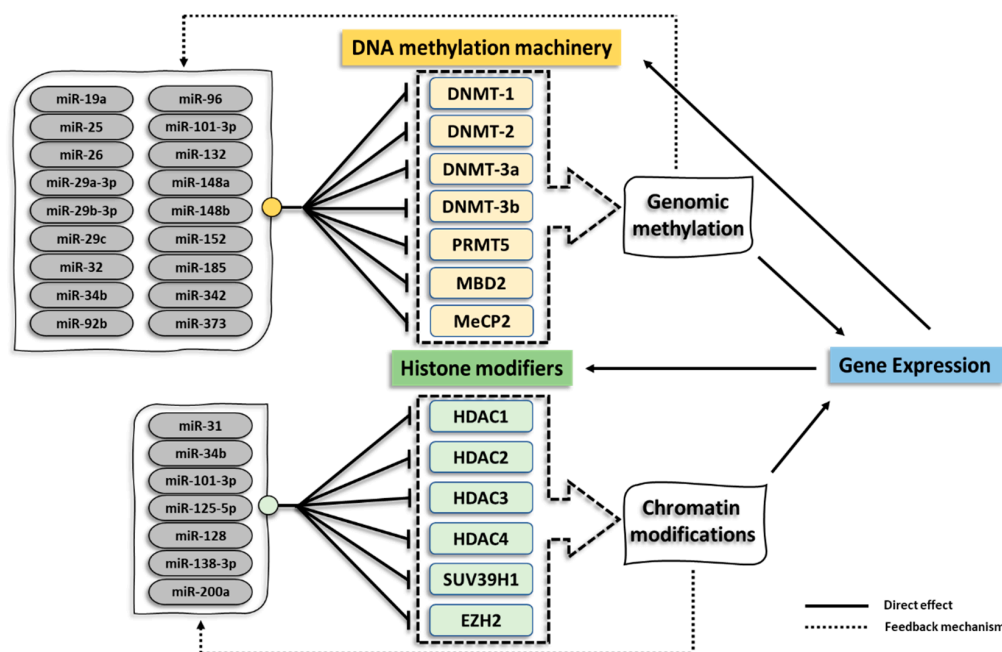 DNA methylation machinery
miR-19a
miR-25
miR-26
miR-29a-3p
miR-29b-3p
miR-29c
miR-32
miR-34b
miR-92b
miR-96
miR-101-3p
miR-132
miR-148a
miR-148b
miR-152
miR-185
miR-342
miR-373
DNMT-1
DNMT-2
DNMT-3a
DNMT-3b
PRMT5
MBD2
MeCP2
Genomic
methylation
Histone modifiers
Gene Expression
miR-31
miR-34b
miR-101-3p
miR-125-5p
miR-128
miR-138-3p
miR-200a
HDAC1
HDAC2
HDAC3
HDAC4
SUV39H1
EZH2
Chromatin
modifications
Direct effect
Feedback mechanism